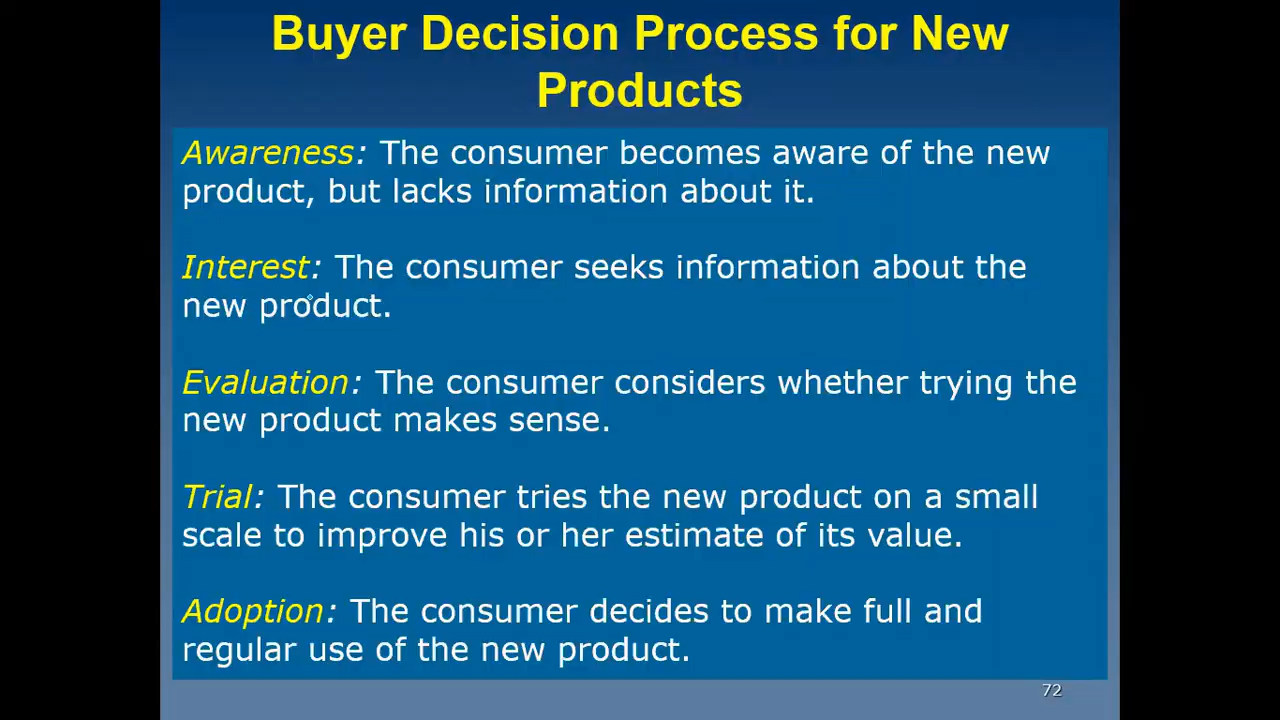 Buyer Decision Process for New
Products
Awareness: The consumer becomes aware of the new
product, but lacks information about it.
Interest: The consumer seeks information about the
new product.
Evaluation: The consumer considers whether trying the
new product makes sense.
Trial: The consumer tries the new product on a small
scale to improve his or her estimate of its value.
Adoption: The consumer decides to make full and
regular use of the new product.
72